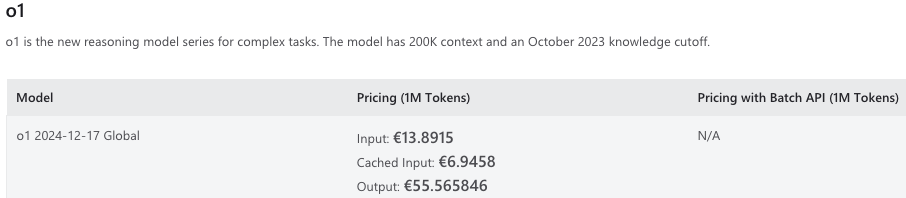 o1
o1 is the new reasoning model series for complex tasks. The model has 200K context and an October 2023 knowledge cutoff.
Model Pricing (1M Tokens) Pricing with Batch API (1M Tokens)
o1 2024-12-17 Global Input: €13.8915 N/A
Cached Input: €6.9458
Output: €55.565846